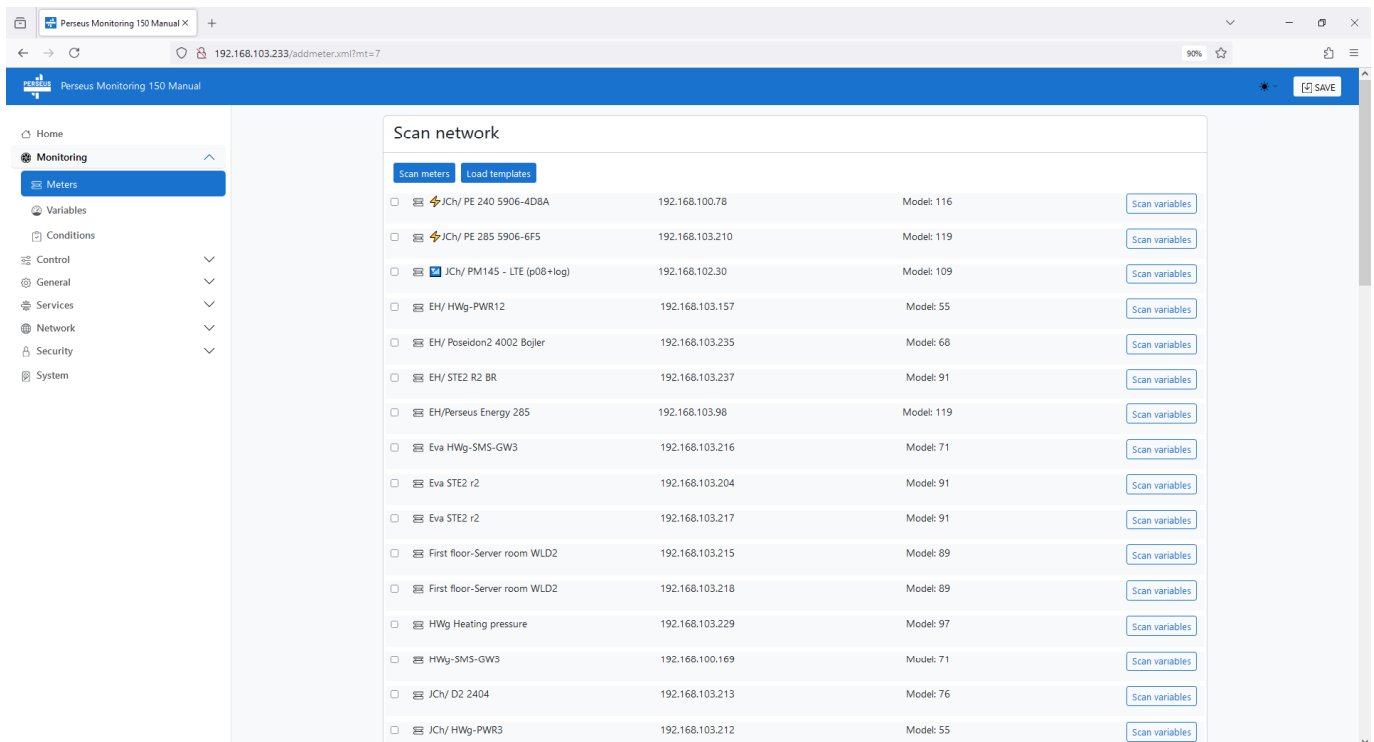 Perseus Monitoring 150 Manual
192.168.103.233/addmeter.xml?mt=7
90%
PERSEUS
Perseus Monitoring 150 Manual
SAVE
Home
Monitoring
Meters
Variables
Conditions
Control
General
Services
Network
Security
System
Scan network
Scan meters Load templates
JCh/ PE 240 5906-4D8A 192.168.100.78 Model: 116 Scan variables
JCh/ PE 285 5906-6F5 192.168.103.210 Model: 119 Scan variables
JCh/ PM145 - LTE (p08+log) 192.168.102.30 Model: 109 Scan variables
EH/ HWg-PWR12 192.168.103.157 Model: 55 Scan variables
EH/ Poseidon2 4002 Bojler 192.168.103.235 Model: 68 Scan variables
EH/ STE2 R2 BR 192.168.103.237 Model: 91 Scan variables
EH/Perseus Energy 285 192.168.103.98 Model: 119 Scan variables
Eva HWg-SMS-GW3 192.168.103.216 Model: 71 Scan variables
Eva STE2 r2 192.168.103.204 Model: 91 Scan variables
Eva STE2 r2 192.168.103.217 Model: 91 Scan variables
First floor-Server room WLD2 192.168.103.215 Model: 89 Scan variables
First floor-Server room WLD2 192.168.103.218 Model: 89 Scan variables
HWg Heating pressure 192.168.103.229 Model: 97 Scan variables
HWg-SMS-GW3 192.168.100.169 Model: 71 Scan variables
JCh/ D2 2404 192.168.103.213 Model: 76 Scan variables
JCh/ HWg-PWR3 192.168.103.212 Model: 55 Scan variables